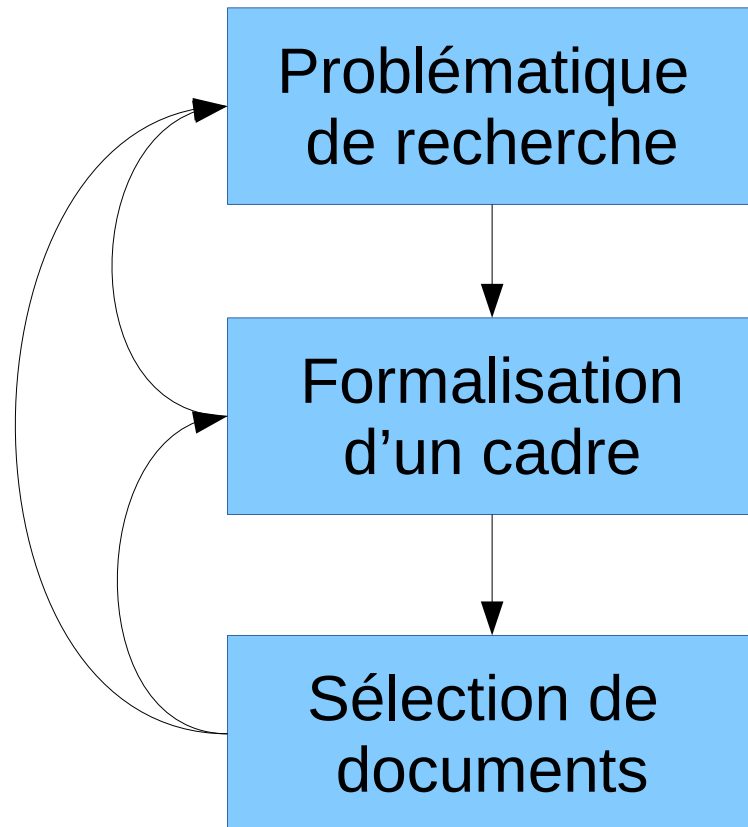 Problématique
de recherche
Formalisation
d’un cadre
Sélection de
documents